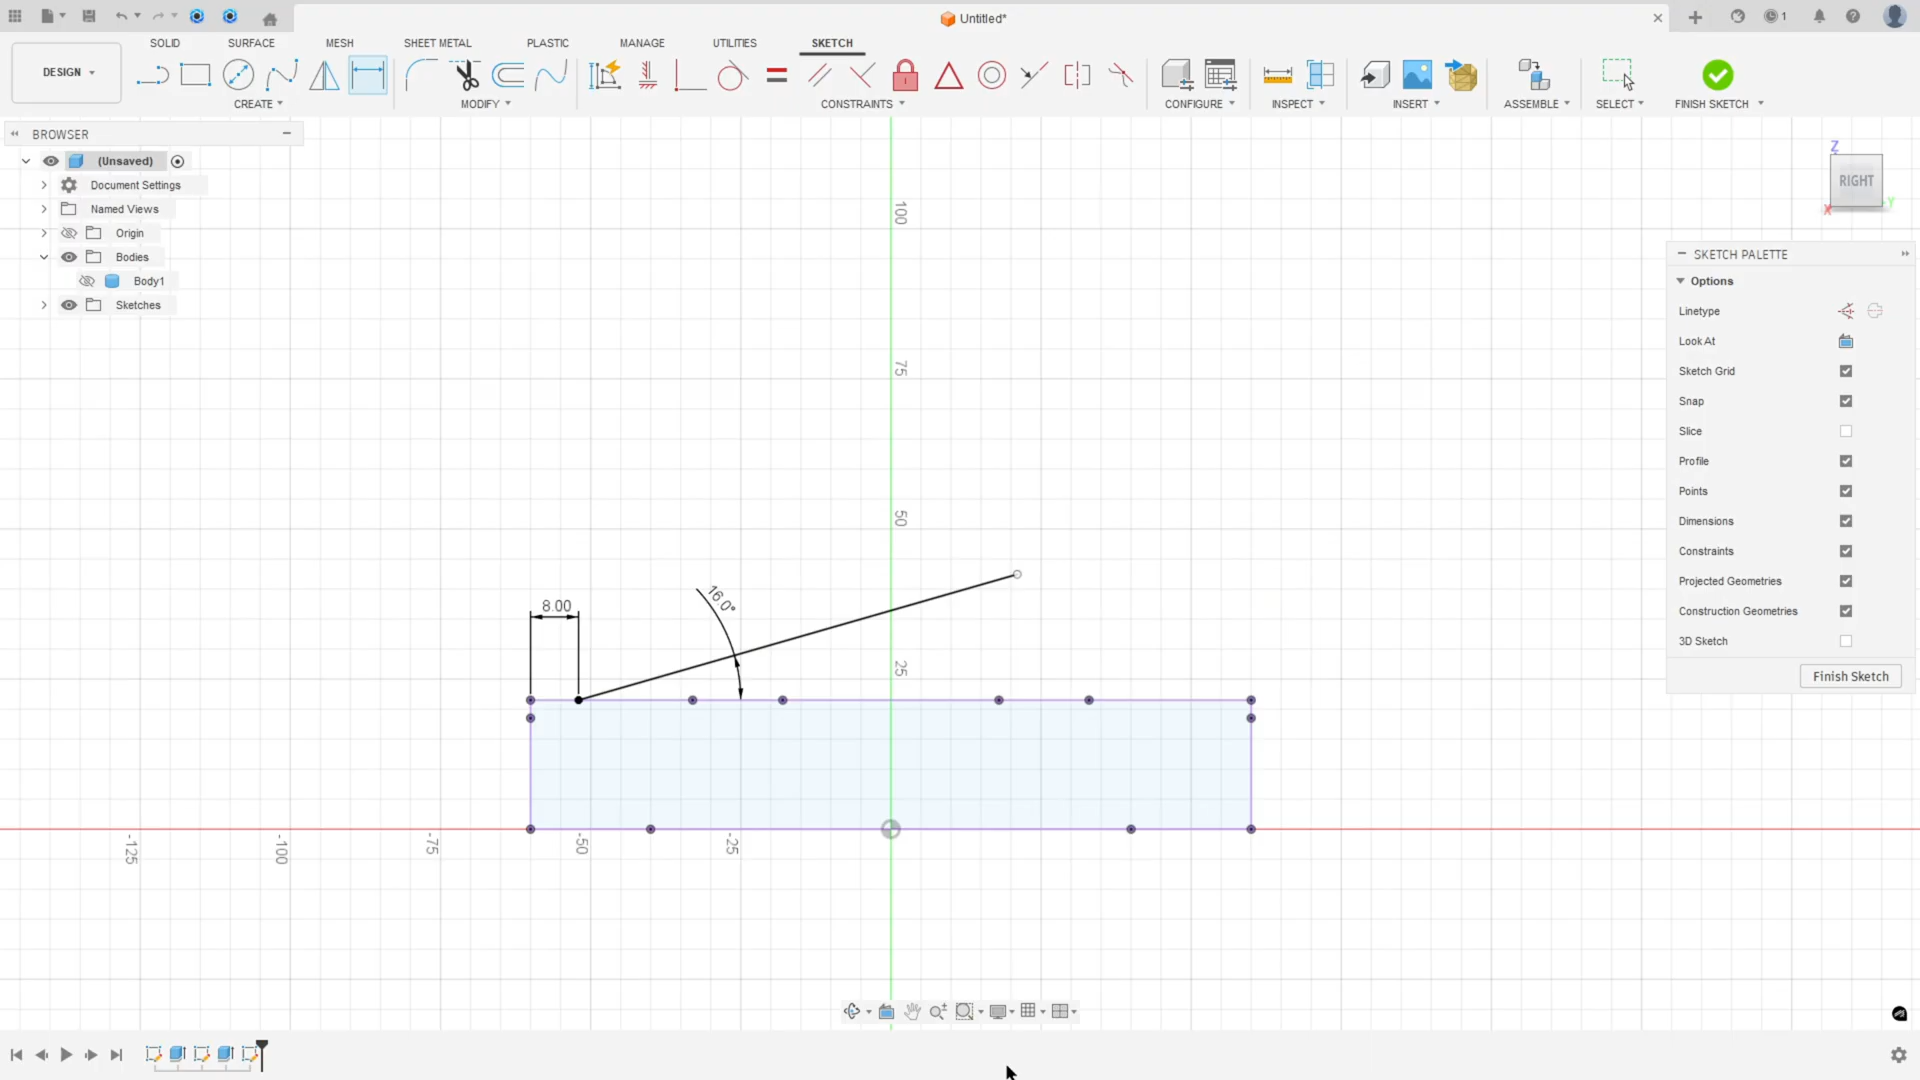 Untitled*
1
DESIGN
SOLID
SURFACE
MESH
SHEET METAL
PLASTIC
MANAGE
UTILITIES
SKETCH
CREATE
MODIFY
CONSTRAINTS
CONFIGURE
INSPECT
INSERT
ASSEMBLE
SELECT
FINISH SKETCH
BROWSER
(Unsaved)
Document Settings
Named Views
Origin
Bodies
Body1
Sketches
Z
RIGHT
X
Y
SKETCH PALETTE
Options
Linetype
Look At
Sketch Grid
Snap
Slice
Profile
Points
Dimensions
Constraints
Projected Geometries
Construction Geometries
3D Sketch
Finish Sketch
100
75
50
25
8.00
16.0°
-125
-100
-75
-50
-25